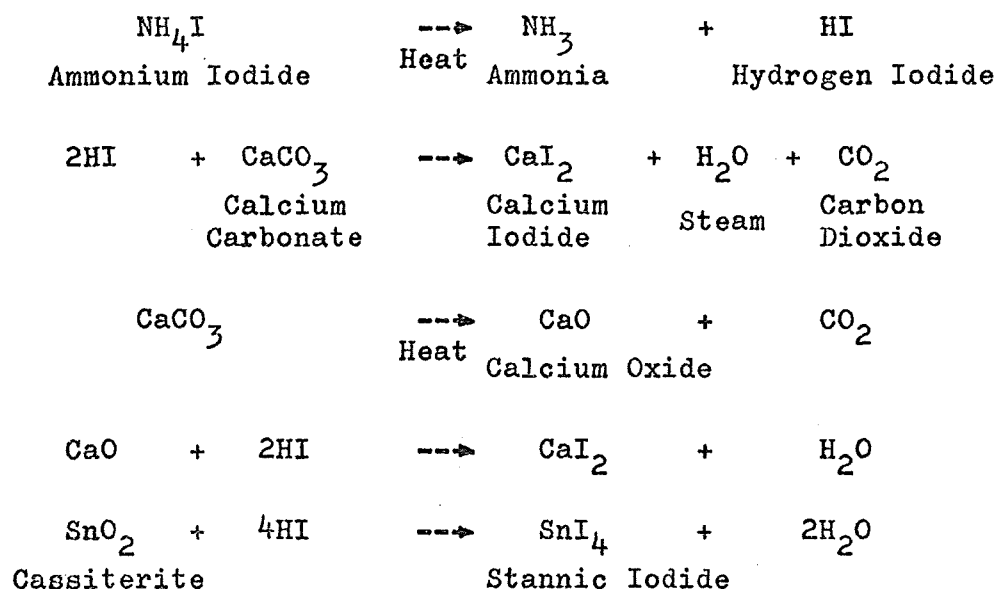 NH₄I --➤ NH₃ + HI
Heat
Ammonium Iodide Ammonia Hydrogen Iodide
2HI + CaCO₃ --➤ CaI₂ + H₂O + CO₂
Calcium Calcium Steam Carbon
Carbonate Iodide Dioxide
CaCO₃ --➤ CaO + CO₂
Heat
Calcium Oxide
CaO + 2HI --➤ CaI₂ + H₂O
SnO₂ + 4HI --➤ SnI₄ + 2H₂O
Cassiterite Stannic Iodide